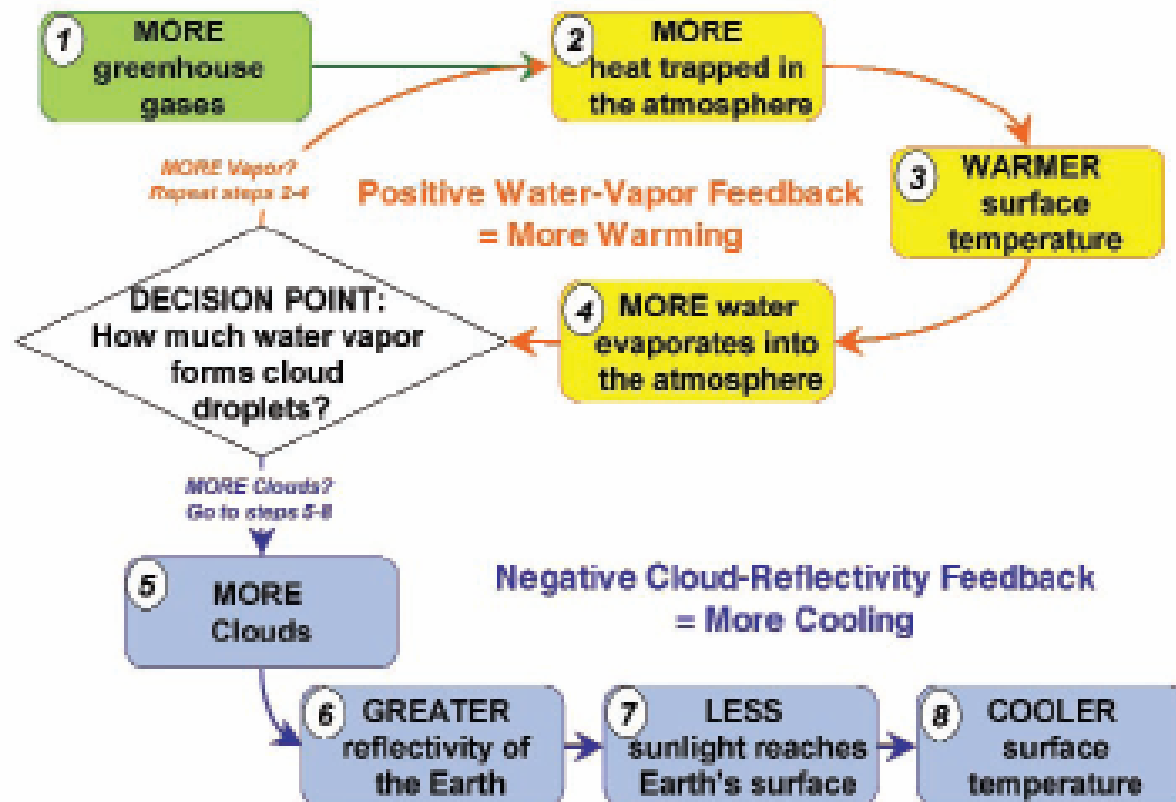 1
MORE
greenhouse
gases
2
MORE
heat trapped in
the atmosphere
MORE Vapor?
Repeat steps 2-4
Positive Water-Vapor Feedback
= More Warming
3
WARMER
surface
temperature
DECISION POINT:
How much water vapor
forms cloud
droplets?
4
MORE water
evaporates into
the atmosphere
MORE Clouds?
Go to steps 5-8
5
MORE
Clouds
Negative Cloud-Reflectivity Feedback
= More Cooling
6
GREATER
reflectivity of
the Earth
7
LESS
sunlight reaches
Earth's surface
8
COOLER
surface
temperature